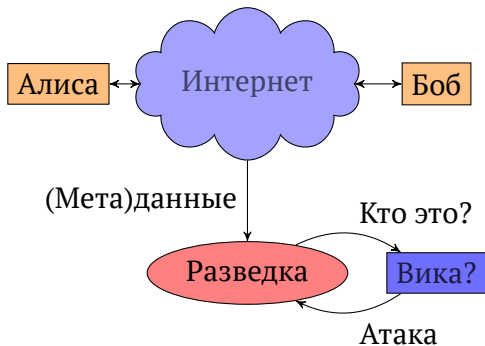 Алиса
Интернет
Боб
(Мета)данные
Кто это?
Разведка
Вика?
Атака